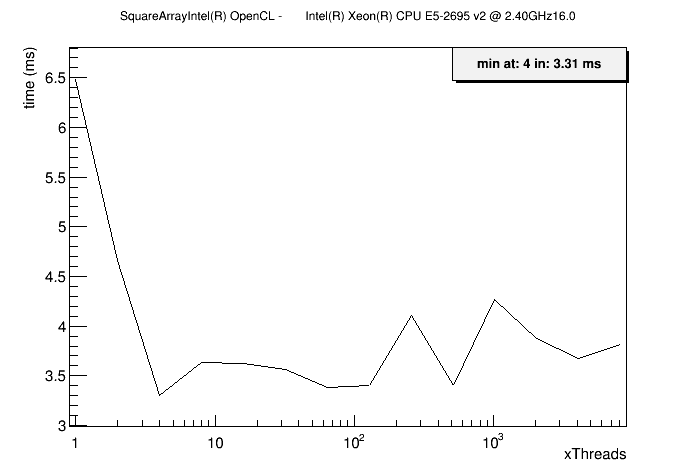 SquareArrayIntel(R) OpenCL - Intel(R) Xeon(R) CPU E5-2695 v2 @ 2.40GHz16.0
time (ms)
min at: 4 in: 3.31 ms
6.5
6
5.5
5
4.5
4
3.5
3
1 10 10² 10³
xThreads